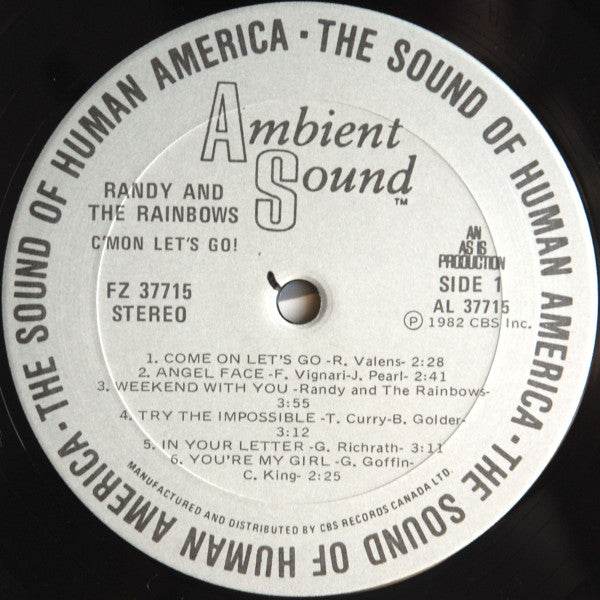 THE SOUND OF HUMAN AMERICA • THE SOUND OF HUMAN AMERICA • THE SOUND OF HUMAN AMERICA •
Ambient
Sound™
RANDY AND
THE RAINBOWS
C'MON LET'S GO!
AN
AS IS
PRODUCTION
FZ 37715
STEREO
SIDE 1
AL 37715
Ⓟ 1982 CBS Inc.
1. COME ON LET'S GO -R. Valens- 2:28
2. ANGEL FACE -F. Vignari-J. Pearl- 2:41
3. WEEKEND WITH YOU -Randy and The Rainbows-
3:55
4. TRY THE IMPOSSIBLE -T. Curry-B. Golder-
3:12
5. IN YOUR LETTER -G. Richrath- 3:11
6. YOU'RE MY GIRL -G. Goffin-
C. King- 2:25
MANUFACTURED AND DISTRIBUTED BY CBS RECORDS CANADA LTD.